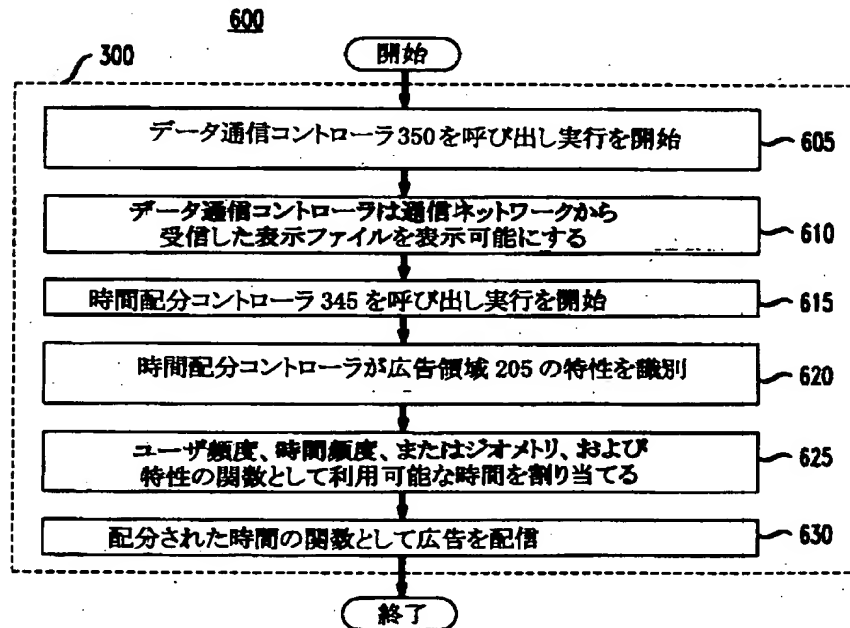 600
300
開始
データ通信コントローラ350を呼び出し実行を開始
605
データ通信コントローラは通信ネットワークから
受信した表示ファイルを表示可能にする
610
時間配分コントローラ345を呼び出し実行を開始
615
時間配分コントローラが広告領域205の特性を識別
620
ユーザ頻度、時間頻度、またはジオメトリ、および
特性の関数として利用可能な時間を割り当てる
625
配分された時間の関数として広告を配信
630
終了